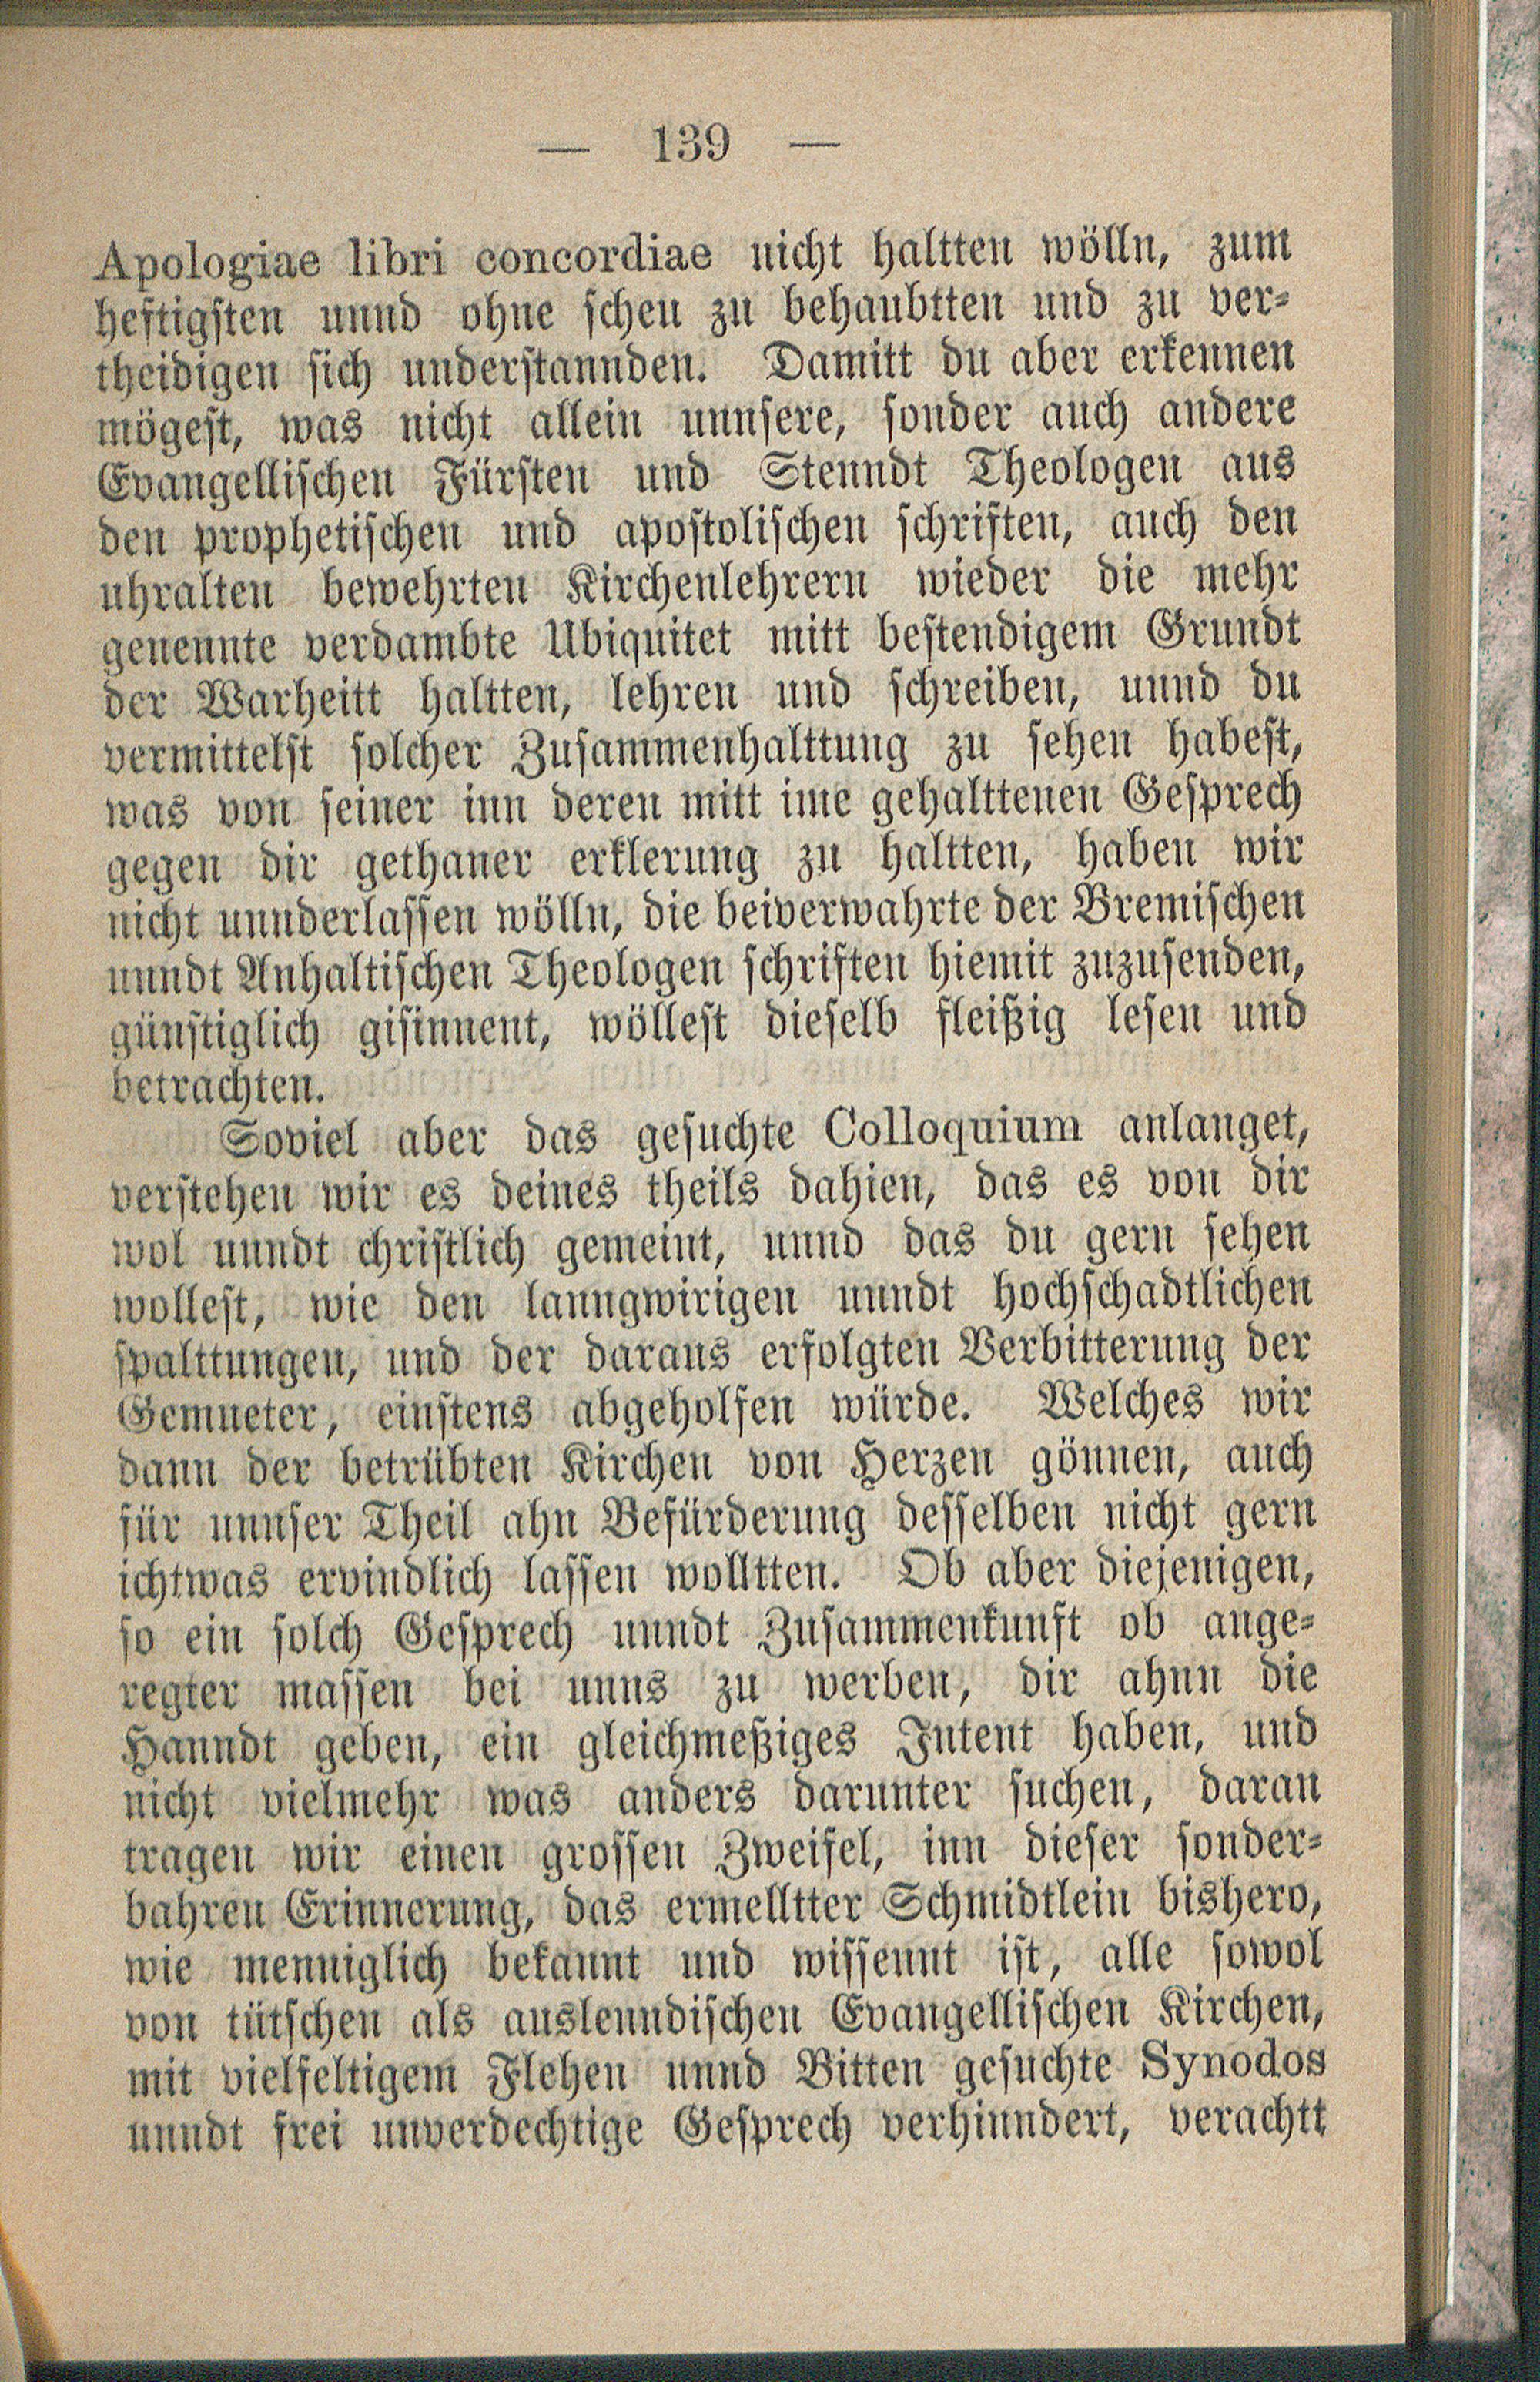 — 139 —
Apologiae libri concordiae nicht haltten wölln, zum
heftigsten unnd ohne scheu zu behaubtten und zu ver-
theidigen sich understannden. Damitt du aber erkennen
mögest, was nicht allein unnsere, sonder auch andere
Evangellischen Fürsten und Stenndt Theologen aus
den prophetischen und apostolischen schriften, auch den
uhralten bewehrten Kirchenlehrern wieder die mehr
genennte verdambte Ubiquitet mitt bestendigem Grundt
der Warheitt haltten, lehren und schreiben, unnd du
vermittelst solcher Zusammenhalttung zu sehen habest,
was von seiner inn deren mitt ime gehalttenen Gesprech
gegen dir gethaner erklerung zu haltten, haben wir
nicht unnderlassen wölln, die beiverwahrte der Bremischen
unndt Anhaltischen Theologen schriften hiemit zuzusenden,
günstiglich gisinnent, wöllest dieselb fleißig lesen und
betrachten.
Soviel aber das gesuchte Colloquium anlanget,
verstehen wir es deines theils dahien, das es von dir
wol unndt christlich gemeint, unnd das du gern sehen
wollest, wie den lanngwirigen unndt hochschadtlichen
spalttungen, und der daraus erfolgten Verbitterung der
Gemueter, einstens abgeholfen würde. Welches wir
dann der betrübten Kirchen von Herzen gönnen, auch
für unnser Theil ahn Befürderung desselben nicht gern
ichtwas ervindlich lassen wolltten. Ob aber diejenigen,
so ein solch Gesprech unndt Zusammenkunft ob ange-
regter massen bei unns zu werben, dir ahnn die
Hanndt geben, ein gleichmeßiges Intent haben, und
nicht vielmehr was anders darunter suchen, daran
tragen wir einen grossen Zweifel, inn dieser sonder-
bahren Erinnerung, das ermelltter Schmidtlein bishero,
wie menniglich bekannt und wissennt ist, alle sowol
von tütschen als auslenndischen Evangellischen Kirchen,
mit vielfeltigem Flehen unnd Bitten gesuchte Synodos
unndt frei unverdechtige Gesprech verhinndert, verachtt